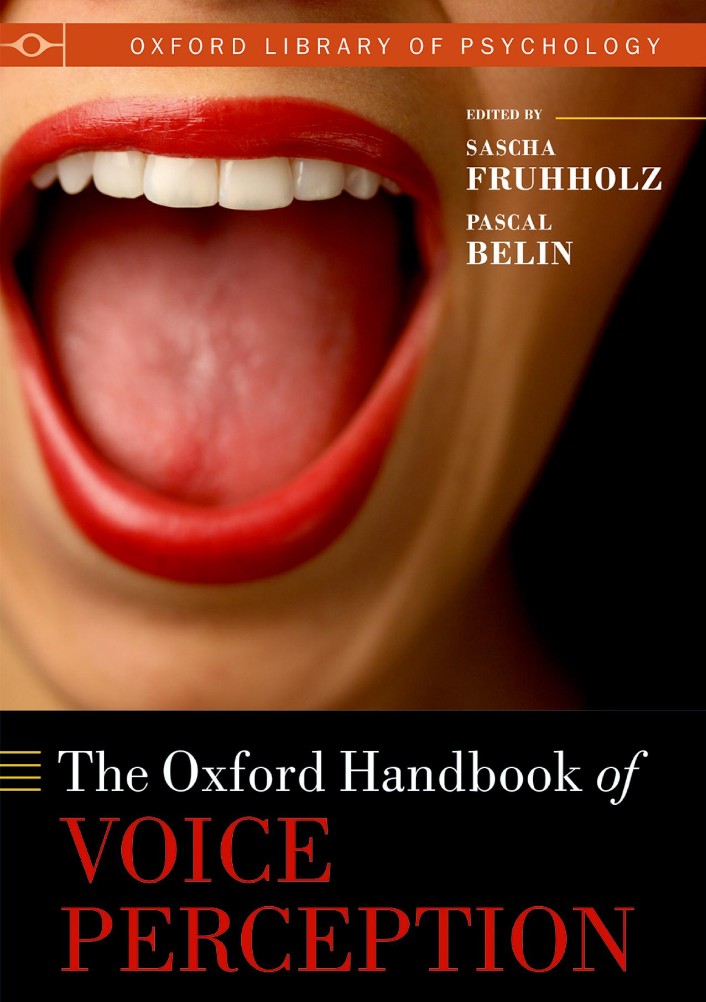 OXFORD LIBRARY OF PSYCHOLOGY
EDITED BY
SASCHA
FRUHHOLZ
PASCAL
BELIN
The Oxford Handbook of
VOICE
PERCEPTION